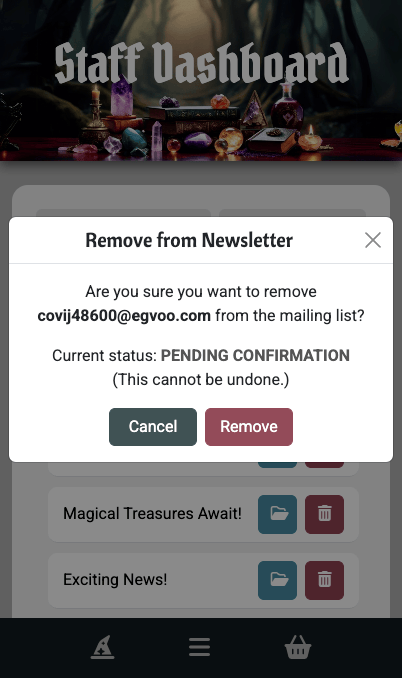 Staff Dashboard
Remove from Newsletter
Are you sure you want to remove
covij48600@egvoo.com from the mailing list?
Current status: PENDING CONFIRMATION
(This cannot be undone.)
Cancel
Remove
Magical Treasures Await!
Exciting News!